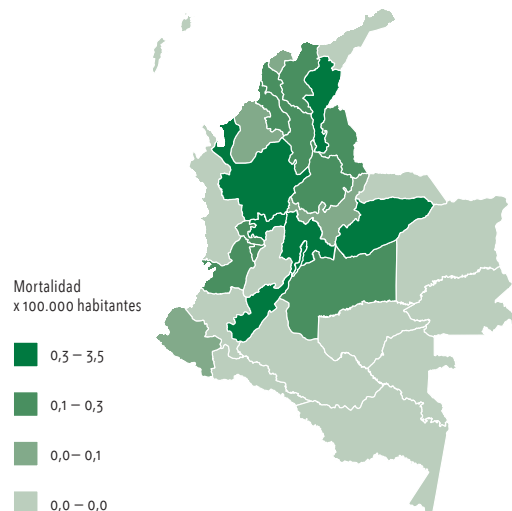 Mortalidad
x 100.000 habitantes
0,3 – 3,5
0,1 – 0,3
0,0– 0,1
0,0 – 0,0